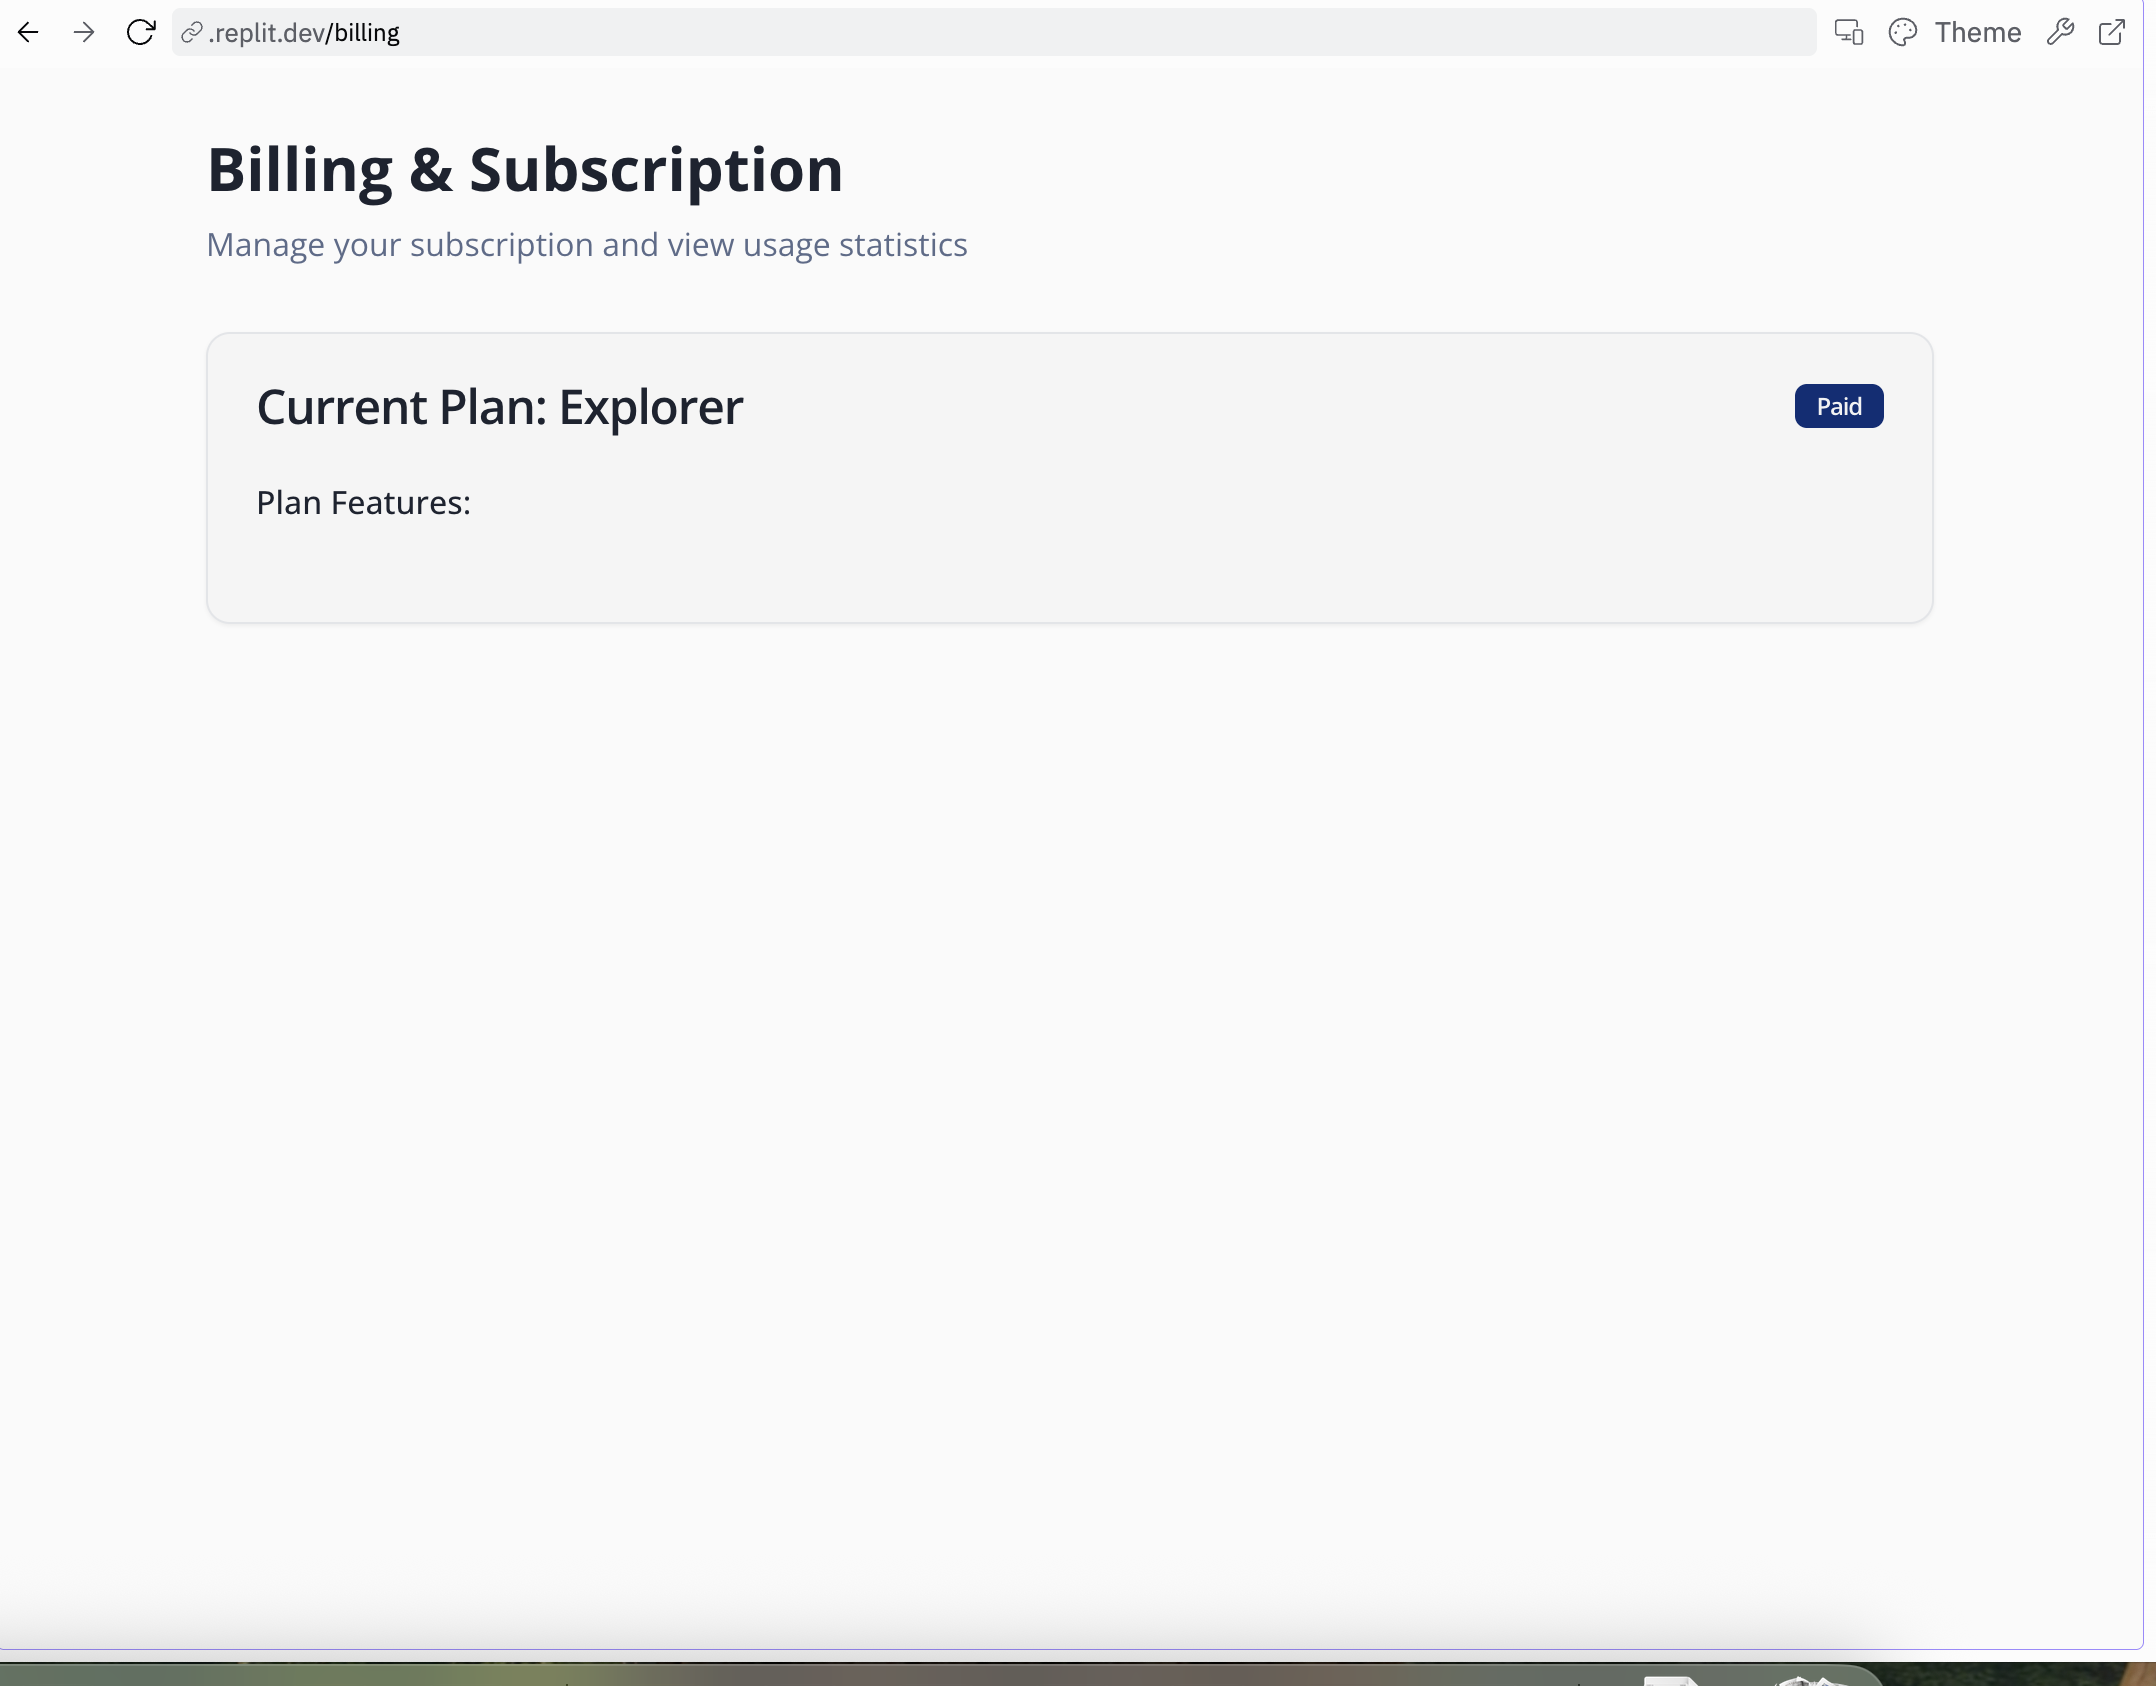 .replit.dev/billing
Theme
Billing & Subscription
Manage your subscription and view usage statistics
Current Plan: Explorer
Paid
Plan Features: